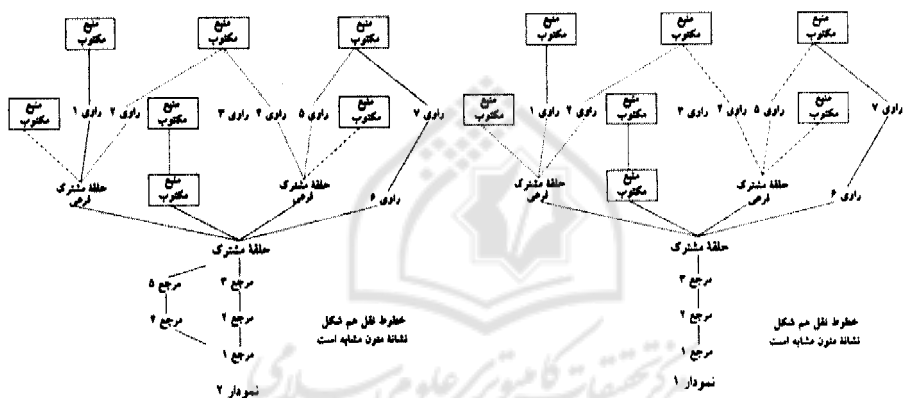 منبع مکتوب
منبع مکتوب
منبع مکتوب
راوی ۷
منبع مکتوب
راوی ۵
راوی ۴
راوی ۳
منبع مکتوب
راوی ۲
راوی ۱
منبع مکتوب
منبع مکتوب
حلقهٔ مشترک فرعی
حلقهٔ مشترک فرعی
راوی ۶
حلقهٔ مشترک
مرجع ۳
مرجع ۲
مرجع ۱
خطوط نقل هم شکل
نشانهٔ متون مشابه است
نمودار ۱
منبع مکتوب
منبع مکتوب
منبع مکتوب
راوی ۷
منبع مکتوب
راوی ۵
راوی ۴
راوی ۳
منبع مکتوب
راوی ۲
راوی ۱
منبع مکتوب
منبع مکتوب
حلقهٔ مشترک فرعی
حلقهٔ مشترک فرعی
راوی ۶
حلقهٔ مشترک
مرجع ۳
مرجع ۵
مرجع ۲
مرجع ۴
مرجع ۱
خطوط نقل هم شکل
نشانهٔ متون مشابه است
نمودار ۲
مرکز تحقیقات کامپیوتری علوم اسلامی